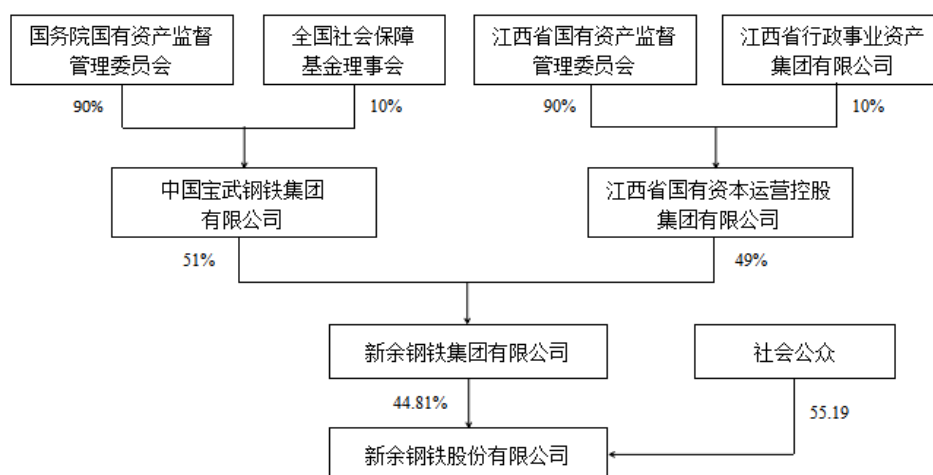 国务院国有资产监督
管理委员会
全国社会保障
基金理事会
江西省国有资产监督
管理委员会
江西省行政事业资产
集团有限公司
90%
10%
90%
10%
中国宝武钢铁集团
有限公司
江西省国有资本运营控股
集团有限公司
51%
49%
新余钢铁集团有限公司
社会公众
44.81%
55.19
新余钢铁股份有限公司